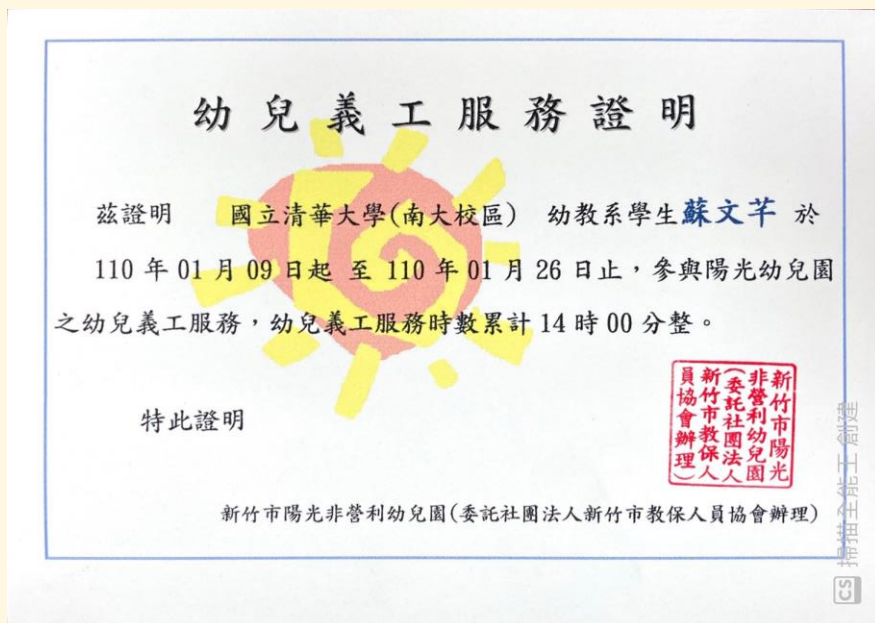 幼兒義工服務證明
茲證明 國立清華大學(南大校區) 幼教系學生蘇文芊 於
110 年 01 月 09 日起 至 110 年 01 月 26 日止，參與陽光幼兒園
之幼兒義工服務，幼兒義工服務時數累計 14 時 00 分整。
特此證明
新竹市陽光
非營利幼兒園
(委託社團法人
新竹市教保人
員協會辦理)
新竹市陽光非營利幼兒園(委託社團法人新竹市教保人員協會辦理)
CS 掃描全能王 創建